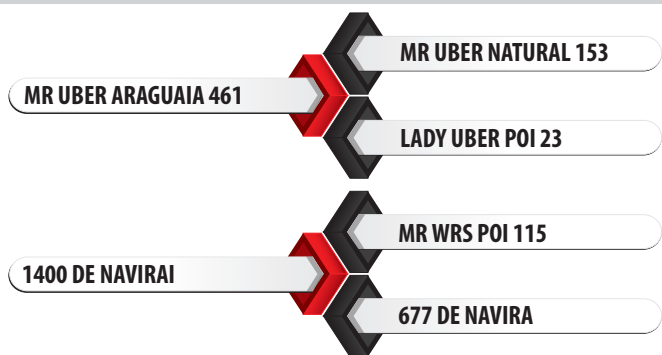 MR UBER NATURAL 153
MR UBER ARAGUAIA 461
LADY UBER POI 23
MR WRS POI 115
1400 DE NAVIRAI
677 DE NAVIRA